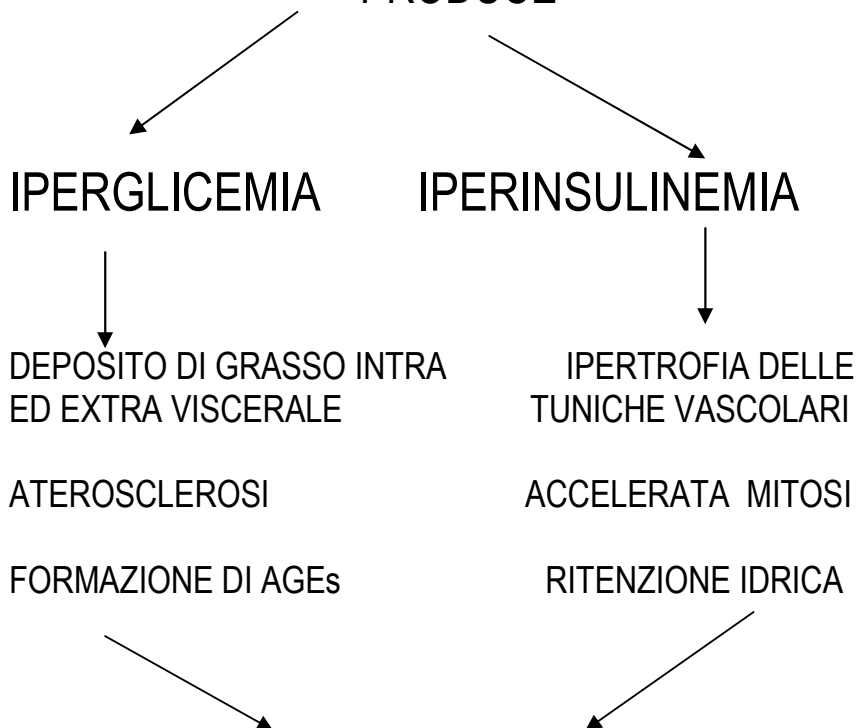 PRODUCE
IPERGLICEMIA
IPERINSULINEMIA
DEPOSITO DI GRASSO INTRA
ED EXTRA VISCERALE
ATEROSCLEROSI
FORMAZIONE DI AGEs
IPERTROFIA DELLE
TUNICHE VASCOLARI
ACCELERATA MITOSI
RITENZIONE IDRICA